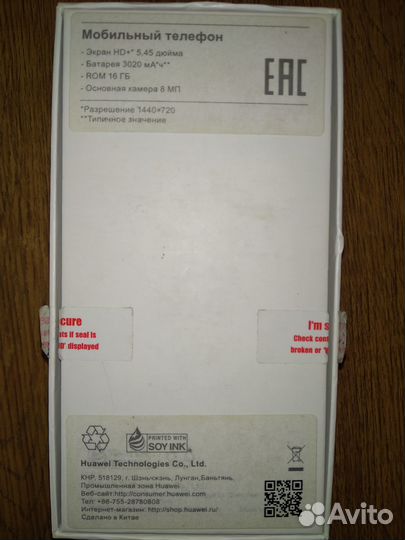 Мобильный телефон
- Экран HD+* 5,45 дюйма
- Батарея 3020 мА*ч**
- ROM 16 ГБ
- Основная камера 8 МП
EAC
*Разрешение 1440*720
**Типичное значение
cure
ts if seal is
displayed
I'm s
Check cont
broken or
PRINTED WITH
SOY INK
Huawei Technologies Co., Ltd.
КНР, 518129, г. Шэньчжэнь, Лунган,Баньтянь,
Промышленная зона Huawei
Веб-сайт:http://consumer.huawei.com
Тел: +86-755-28780808
Интернет-магазин: http://shop.huawei.ru/
Сделано в Китае
Avito